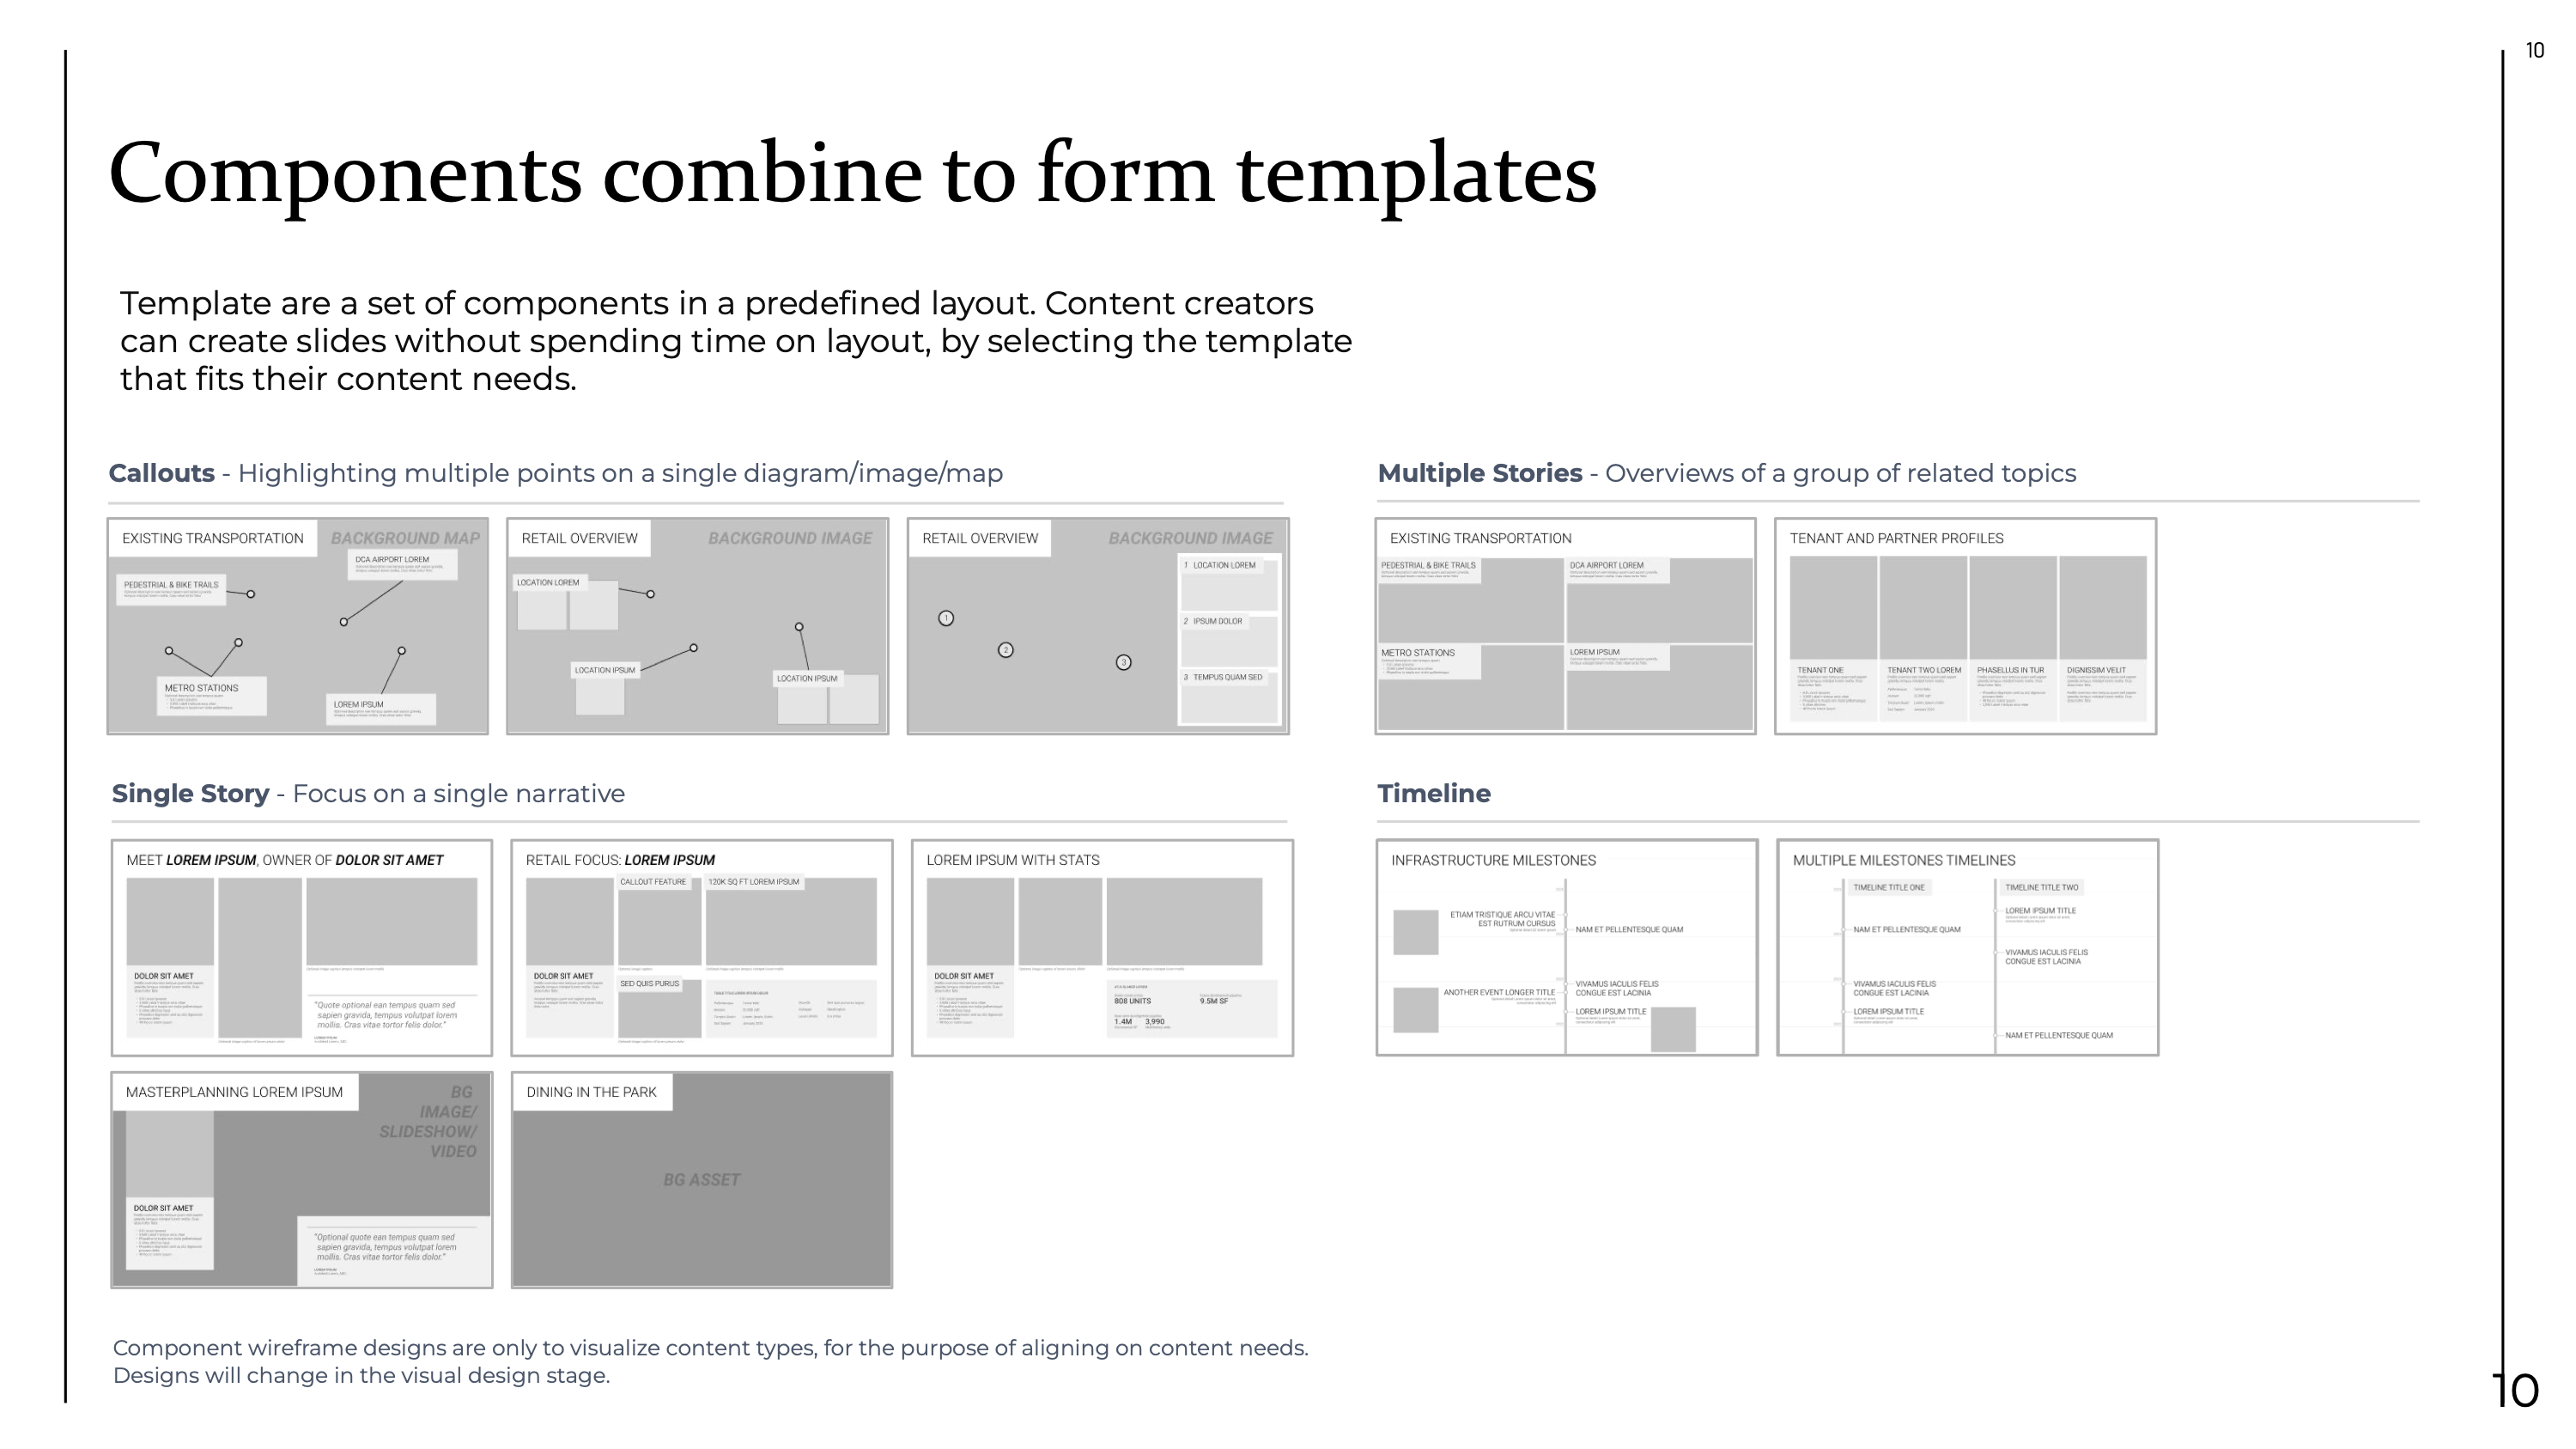 10
Components combine to form templates
Template are a set of components in a predefined layout. Content creators
can create slides without spending time on layout, by selecting the template
that fits their content needs.
Callouts - Highlighting multiple points on a single diagram/image/map
EXISTING TRANSPORTATION
BACKGROUND MAP
DCA AIRPORT LOREM
PEDESTRIAL & BIKE TRAILS
METRO STATIONS
LOREM IPSUM
RETAIL OVERVIEW
BACKGROUND IMAGE
LOCATION LOREM
LOCATION IPSUM
LOCATION IPSUM
RETAIL OVERVIEW
BACKGROUND IMAGE
1
2
3
1 LOCATION LOREM
2 IPSUM DOLOR
3 TEMPUS QUAM SED
Multiple Stories - Overviews of a group of related topics
EXISTING TRANSPORTATION
PEDESTRIAL & BIKE TRAILS
DCA AIRPORT LOREM
METRO STATIONS
LOREM IPSUM
TENANT AND PARTNER PROFILES
TENANT ONE
TENANT TWO LOREM
PHASELLUS IN TUR
DIGNISSIM VELIT
Single Story - Focus on a single narrative
MEET LOREM IPSUM, OWNER OF DOLOR SIT AMET
DOLOR SIT AMET
"Quote optional ean tempus quam sed
sapien gravida, tempus volutpat lorem
mollis. Cras vitae tortor felis dolor."
RETAIL FOCUS: LOREM IPSUM
CALLOUT FEATURE
120K SQ FT LOREM IPSUM
DOLOR SIT AMET
SED QUIS PURUS
LOREM IPSUM WITH STATS
DOLOR SIT AMET
808 UNITS
9.5M SF
1.4M
3,990
MASTERPLANNING LOREM IPSUM
BG
IMAGE/
SLIDESHOW/
VIDEO
DOLOR SIT AMET
"Optional quote ean tempus quam sed
sapien gravida, tempus volutpat lorem
mollis. Cras vitae tortor felis dolor."
DINING IN THE PARK
BG ASSET
Timeline
INFRASTRUCTURE MILESTONES
ETIAM TRISTIQUE ARCU VITAE
EST RUTRUM CURSUS
NAM ET PELLENTESQUE QUAM
VIVAMUS IACULIS FELIS
CONGUE EST LACINIA
ANOTHER EVENT LONGER TITLE
LOREM IPSUM TITLE
MULTIPLE MILESTONES TIMELINES
TIMELINE TITLE ONE
TIMELINE TITLE TWO
LOREM IPSUM TITLE
NAM ET PELLENTESQUE QUAM
VIVAMUS IACULIS FELIS
CONGUE EST LACINIA
VIVAMUS IACULIS FELIS
CONGUE EST LACINIA
LOREM IPSUM TITLE
NAM ET PELLENTESQUE QUAM
Component wireframe designs are only to visualize content types, for the purpose of aligning on content needs.
Designs will change in the visual design stage.
10